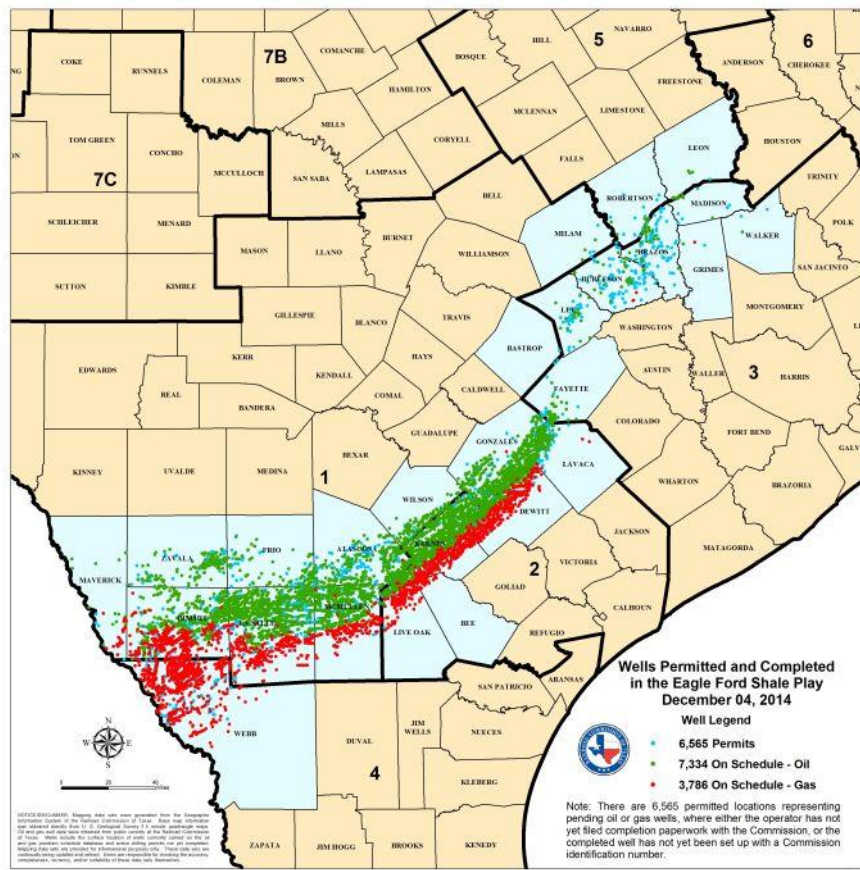 COKE
RUNNELS
COLEMAN
7B
BROWN
COMANCHE
HAMILTON
BOSQUE
HILL
5
NAVARRO
FREESTONE
ANDERSON
6
CHEROKEE
MILLS
MCLENNAN
LIMESTONE
TOM GREEN
CONCHO
MCCULLOCH
SAN SABA
LAMPASAS
CORYELL
FALLS
LEON
HOUSTON
7C
BELL
ROBERTSON
MADISON
TRINITY
SCHLEICHER
MENARD
MASON
LLANO
BURNET
WILLIAMSON
MILAM
BRAZOS
WALKER
POLK
SUTTON
KIMBLE
BURLESON
GRIMES
SAN JACINTO
GILLESPIE
BLANCO
TRAVIS
LEE
WASHINGTON
MONTGOMERY
EDWARDS
KERR
HAYS
BASTROP
AUSTIN
WALLER
HARRIS
3
REAL
KENDALL
COMAL
CALDWELL
FAYETTE
BANDERA
GUADALUPE
COLORADO
FORT BEND
KINNEY
UVALDE
MEDINA
BEXAR
1
GONZALES
LAVACA
WHARTON
BRAZORIA
WILSON
DEWITT
JACKSON
MATAGORDA
MAVERICK
ZAVALA
FRIO
ATASCOSA
KARNES
GOLIAD
2
VICTORIA
CALHOUN
DIMMIT
LA SALLE
MCMULLEN
LIVE OAK
BEE
REFUGIO
ARANSAS
SAN PATRICIO
WEBB
DUVAL
JIM
WELLS
NUECES
4
KLEBERG
ZAPATA
JIM HOGG
BROOKS
KENEDY
N
W
E
S
Wells Permitted and Completed
in the Eagle Ford Shale Play
December 04, 2014
Well Legend
6,565 Permits
7,334 On Schedule - Oil
3,786 On Schedule - Gas
Note: There are 6,565 permitted locations representing
pending oil or gas wells, where either the operator has not
yet filed completion paperwork with the Commission, or the
completed well has not yet been set up with a Commission
identification number.